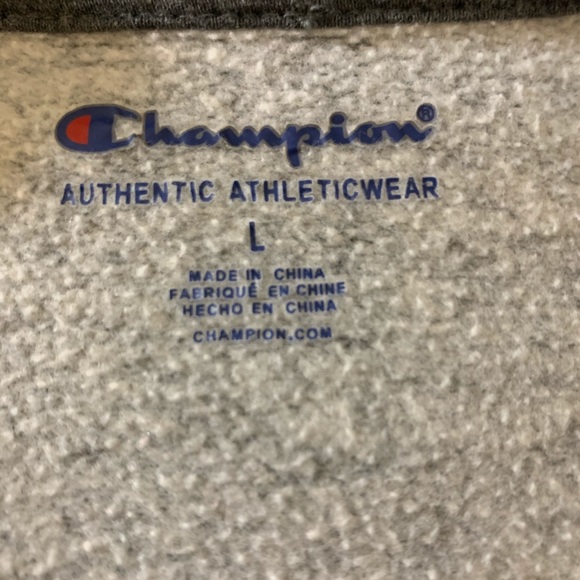 Champion®
AUTHENTIC ATHLETICWEAR
L
MADE IN CHINA
FABRIQUÉ EN CHINE
HECHO EN CHINA
CHAMPION.COM